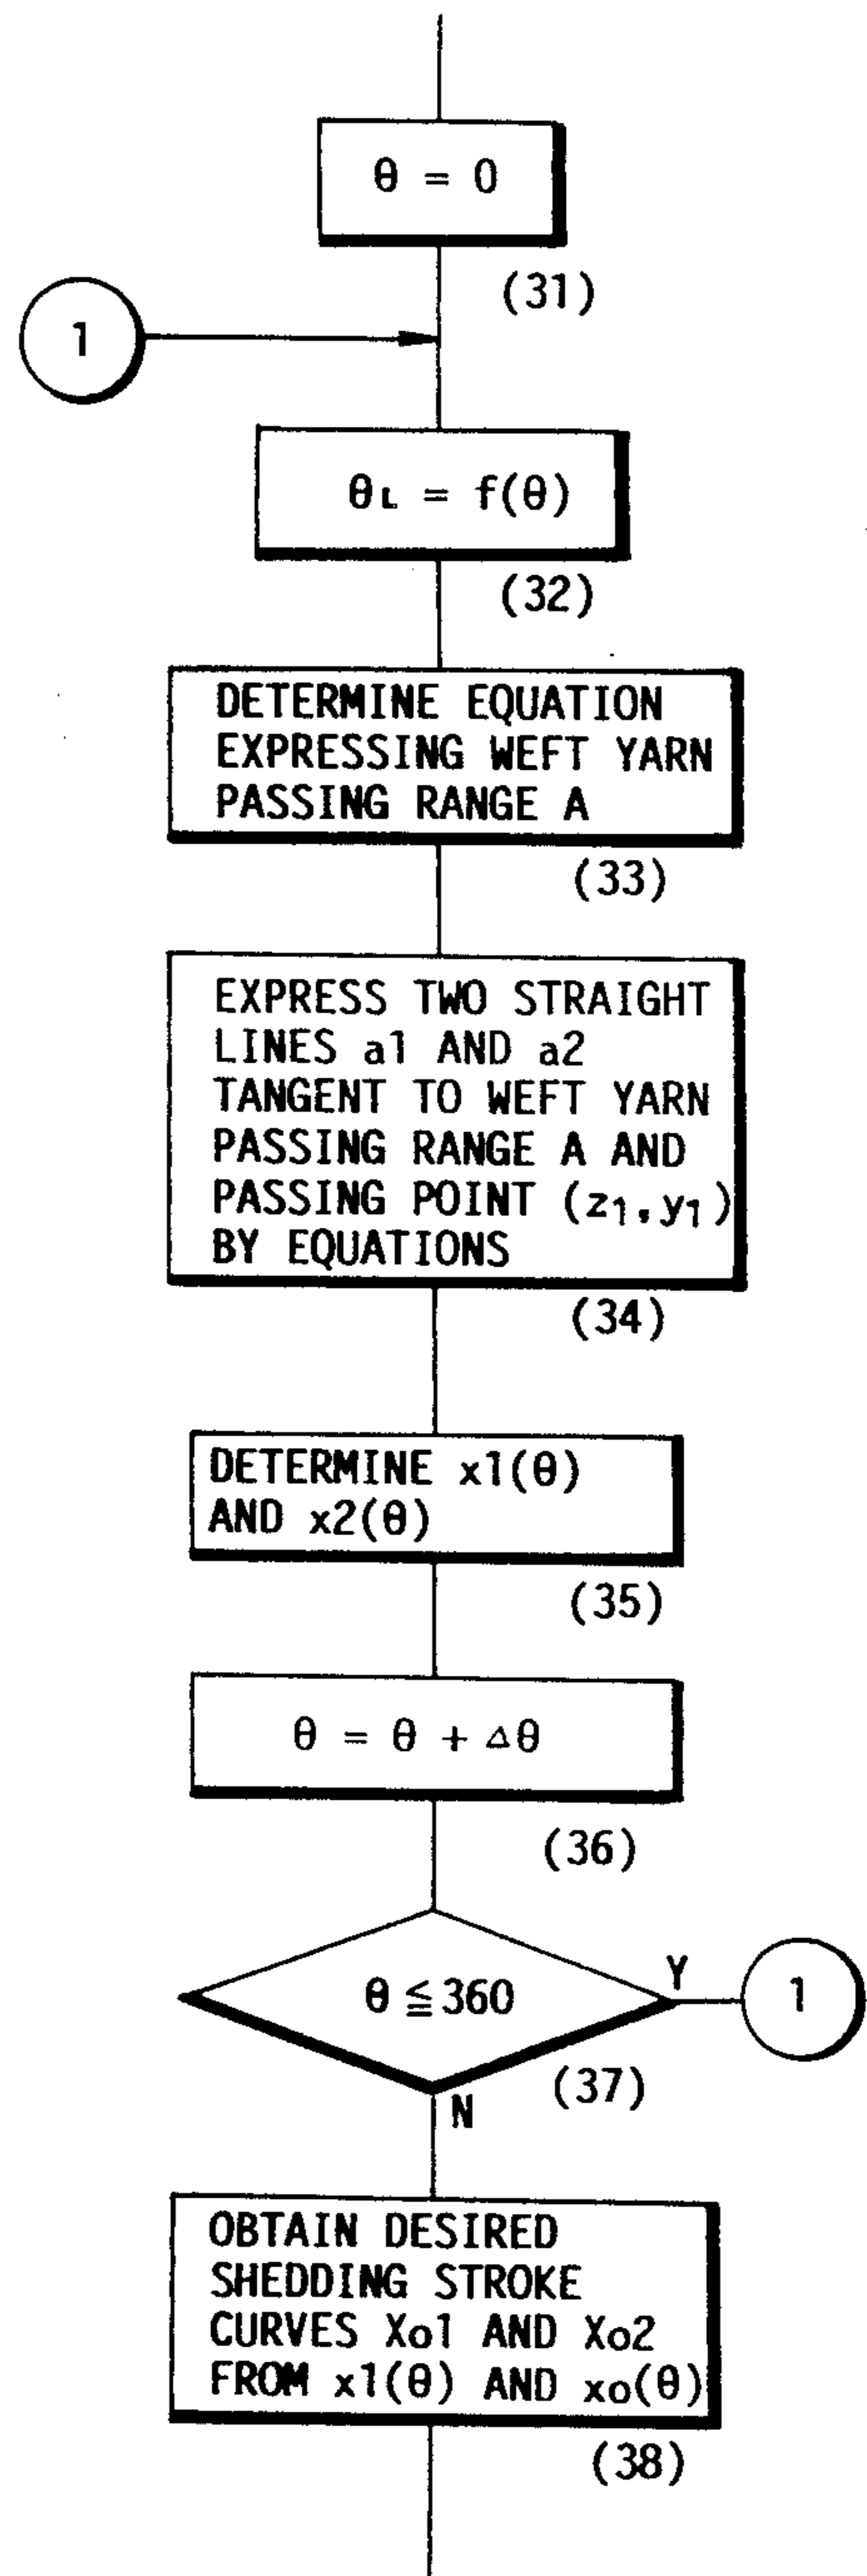 θ = 0
(31)
1
θL = f(θ)
(32)
DETERMINE EQUATION
EXPRESSING WEFT YARN
PASSING RANGE A
(33)
EXPRESS TWO STRAIGHT
LINES a1 AND a2
TANGENT TO WEFT YARN
PASSING RANGE A AND
PASSING POINT (z1,y1)
BY EQUATIONS
(34)
DETERMINE x1(θ)
AND x2(θ)
(35)
θ = θ + △θ
(36)
θ ≦ 360
Y
1
(37)
N
OBTAIN DESIRED
SHEDDING STROKE
CURVES Xo1 AND Xo2
FROM x1(θ) AND xo(θ)
(38)